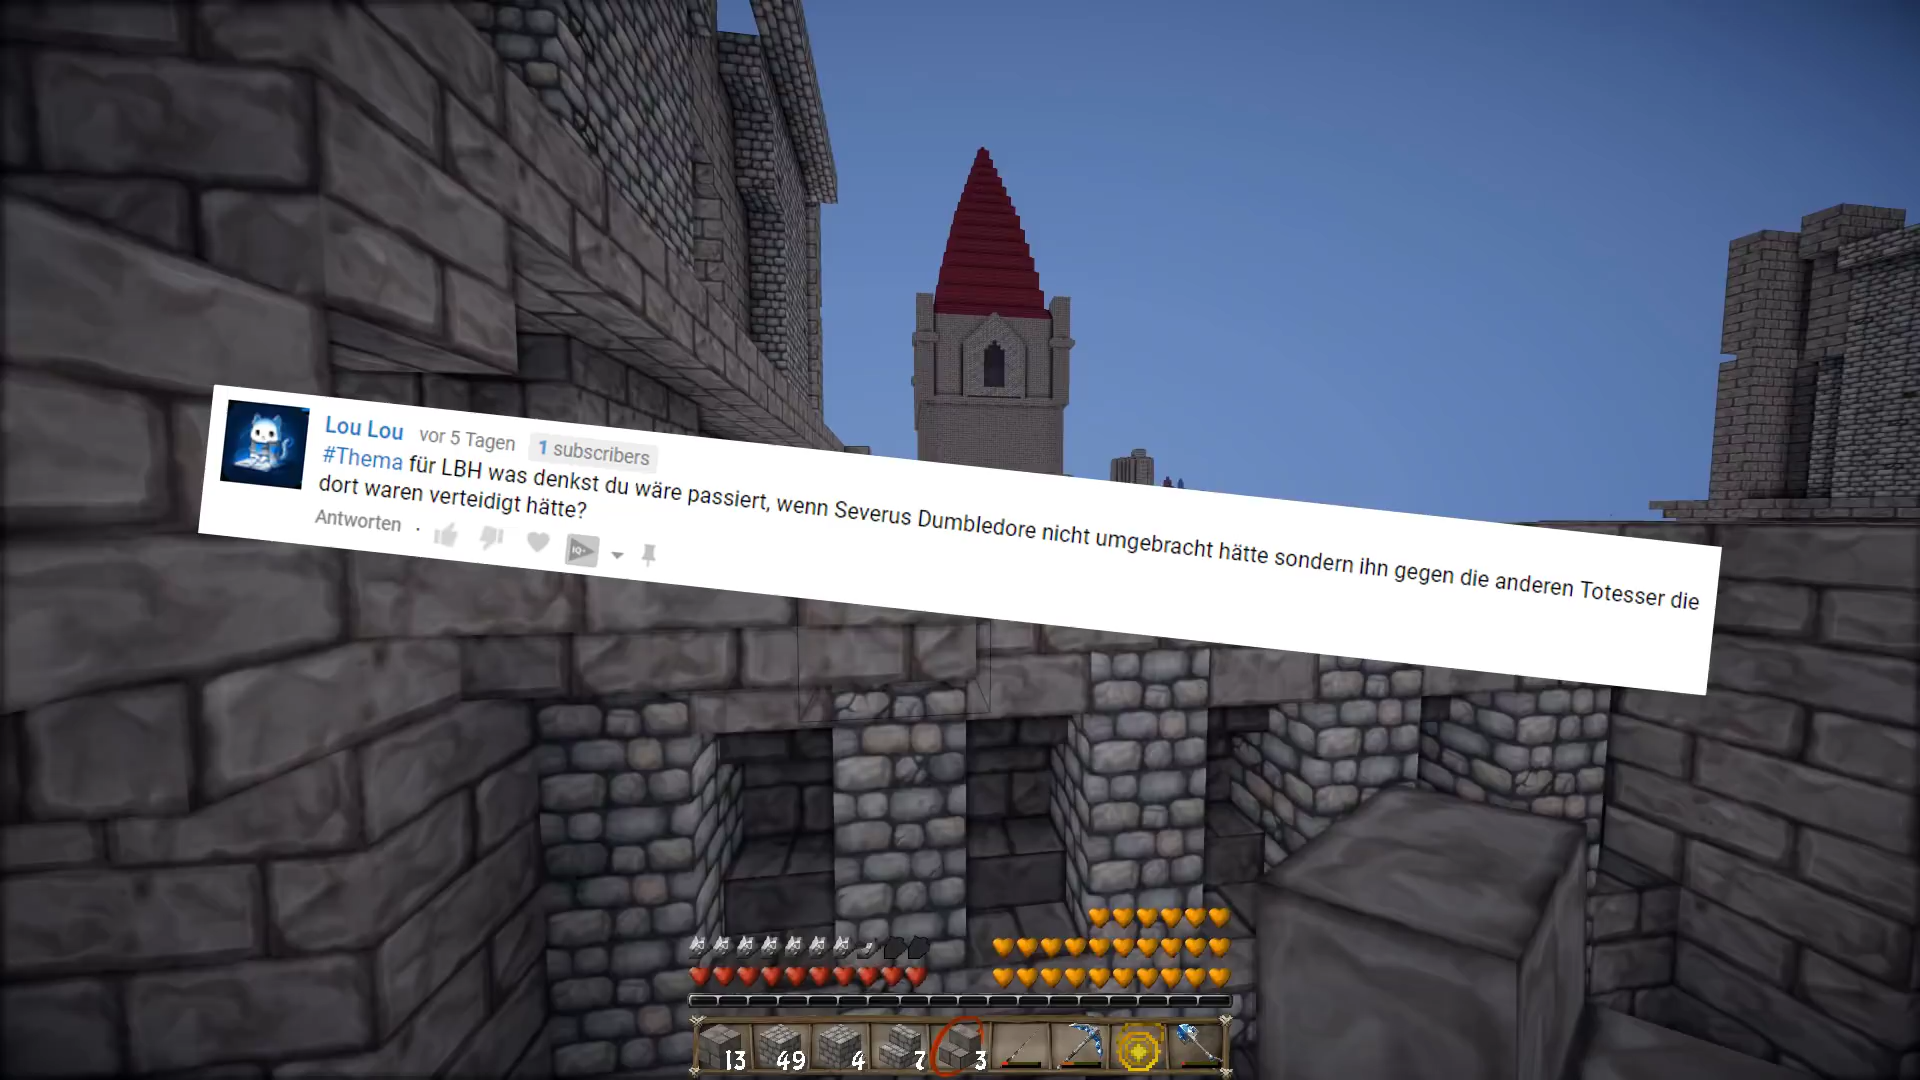 Lou Lou vor 5 Tagen 1 subscribers
#Thema für LBH was denkst du wäre passiert, wenn Severus Dumbledore nicht umgebracht hätte sondern ihn gegen die anderen Totesser die
dort waren verteidigt hätte?
Antworten ·
IQ+
13 49 4 7 3